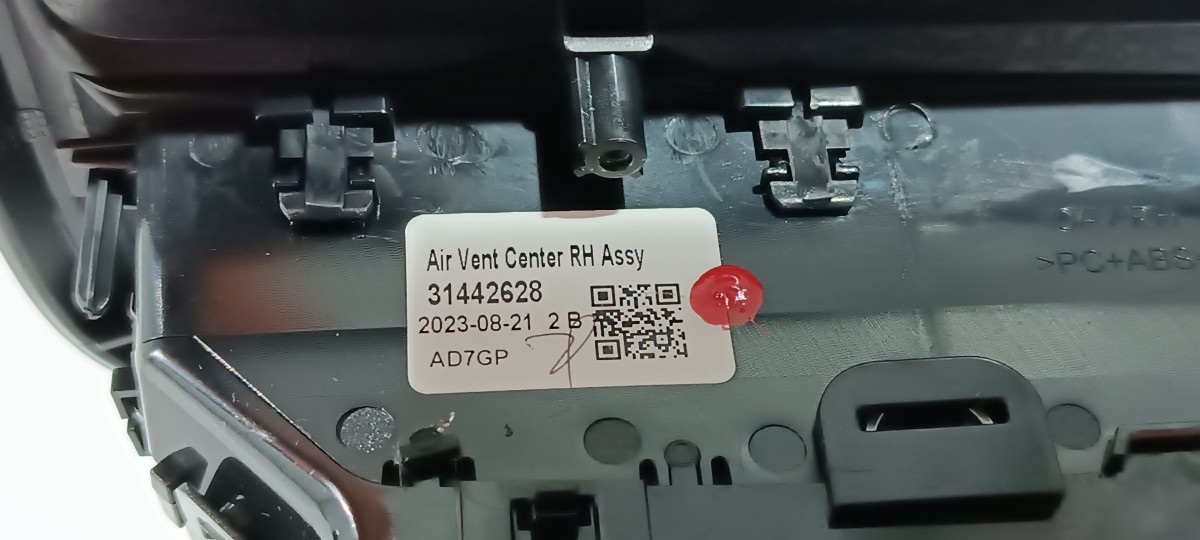 Air Vent Center RH Assy
31442628
2023-08-21 2 B
AD7GP
>PC+ABS